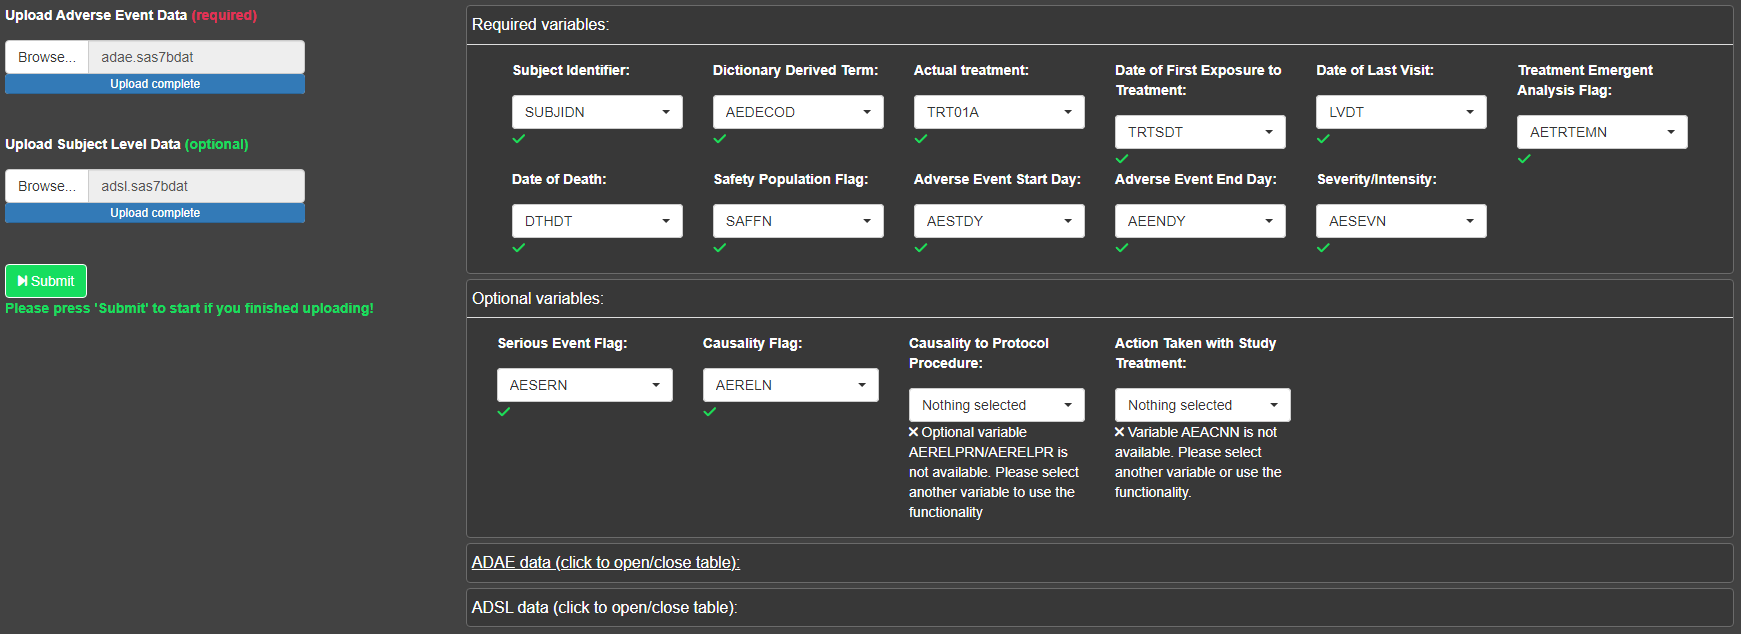 Upload Adverse Event Data (required)
Browse... adae.sas7bdat
Upload complete
Upload Subject Level Data (optional)
Browse... adsl.sas7bdat
Upload complete
Submit
Please press 'Submit' to start if you finished uploading!
Required variables:
Subject Identifier:
SUBJIDN
Dictionary Derived Term:
AEDECOD
Actual treatment:
TRT01A
Date of First Exposure to
Treatment:
TRTSDT
Date of Last Visit:
LVDT
Treatment Emergent
Analysis Flag:
AETRTEMN
Date of Death:
DTHDT
Safety Population Flag:
SAFFN
Adverse Event Start Day:
AESTDY
Adverse Event End Day:
AEENDY
Severity/Intensity:
AESEVN
Optional variables:
Serious Event Flag:
AESERN
Causality Flag:
AERELN
Causality to Protocol
Procedure:
Nothing selected
Optional variable
AERELPRN/AERELPR is
not available. Please select
another variable to use the
functionality
Action Taken with Study
Treatment:
Nothing selected
Variable AEACNN is not
available. Please select
another variable or use the
functionality.
ADAE data (click to open/close table):
ADSL data (click to open/close table):